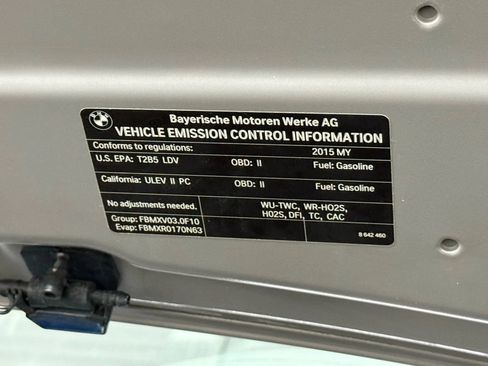 BMW
Bayerische Motoren Werke AG
VEHICLE EMISSION CONTROL INFORMATION
Conforms to regulations: 2015 MY
U.S. EPA: T2B5 LDV OBD: II Fuel: Gasoline
California: ULEV II PC OBD: II Fuel: Gasoline
No adjustments needed. WU-TWC, WR-HO2S,
HO2S, DFI, TC, CAC
Group: FBMXV03.0F10
Evap: FBMXR0170N63 8 642 460